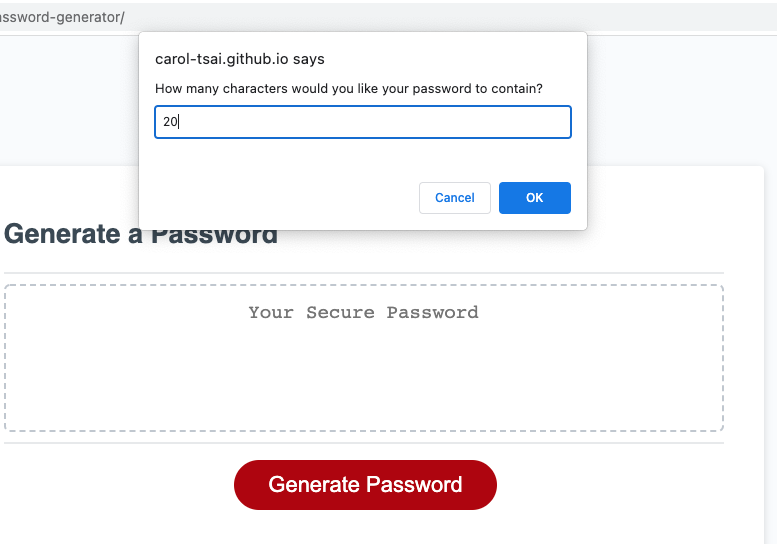 assword-generator/
carol-tsai.github.io says
How many characters would you like your password to contain?
20
Cancel
OK
Generate a Password
Your Secure Password
Generate Password